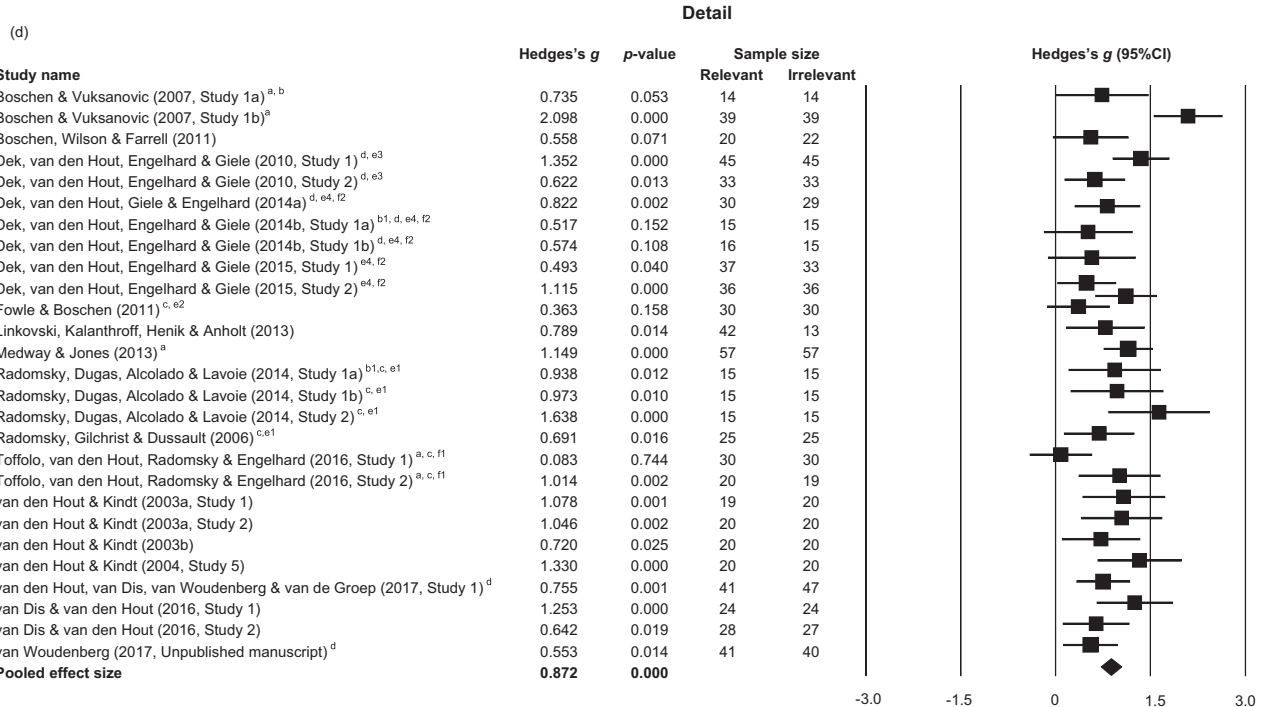 Detail
(d)
Hedges's g p-value Sample size Hedges's g (95%CI)
Study name Relevant Irrelevant
Boschen & Vuksanovic (2007, Study 1a) a, b 0.735 0.053 14 14
Boschen & Vuksanovic (2007, Study 1b) a 2.098 0.000 39 39
Boschen, Wilson & Farrell (2011) 0.558 0.071 20 22
Dek, van den Hout, Engelhard & Giele (2010, Study 1) d, e3 1.352 0.000 45 45
Dek, van den Hout, Engelhard & Giele (2010, Study 2) d, e3 0.622 0.013 33 33
Dek, van den Hout, Giele & Engelhard (2014a) d, e4, f2 0.822 0.002 30 29
Dek, van den Hout, Engelhard & Giele (2014b, Study 1a) b1, d, e4, f2 0.517 0.152 15 15
Dek, van den Hout, Engelhard & Giele (2014b, Study 1b) d, e4, f2 0.574 0.108 16 15
Dek, van den Hout, Engelhard & Giele (2015, Study 1) e4, f2 0.493 0.040 37 33
Dek, van den Hout, Engelhard & Giele (2015, Study 2) e4, f2 1.115 0.000 36 36
Fowle & Boschen (2011) c, e2 0.363 0.158 30 30
Linkovski, Kalanthroff, Henik & Anholt (2013) 0.789 0.014 42 13
Medway & Jones (2013) a 1.149 0.000 57 57
Radomsky, Dugas, Alcolado & Lavoie (2014, Study 1a) b1,c, e1 0.938 0.012 15 15
Radomsky, Dugas, Alcolado & Lavoie (2014, Study 1b) c, e1 0.973 0.010 15 15
Radomsky, Dugas, Alcolado & Lavoie (2014, Study 2) c, e1 1.638 0.000 15 15
Radomsky, Gilchrist & Dussault (2006) c,e1 0.691 0.016 25 25
Toffolo, van den Hout, Radomsky & Engelhard (2016, Study 1) a, c, f1 0.083 0.744 30 30
Toffolo, van den Hout, Radomsky & Engelhard (2016, Study 2) a, c, f1 1.014 0.002 20 19
van den Hout & Kindt (2003a, Study 1) 1.078 0.001 19 20
van den Hout & Kindt (2003a, Study 2) 1.046 0.002 20 20
van den Hout & Kindt (2003b) 0.720 0.025 20 20
van den Hout & Kindt (2004, Study 5) 1.330 0.000 20 20
van den Hout, van Dis, van Woudenberg & van de Groep (2017, Study 1) d 0.755 0.001 41 47
van Dis & van den Hout (2016, Study 1) 1.253 0.000 24 24
van Dis & van den Hout (2016, Study 2) 0.642 0.019 28 27
van Woudenberg (2017, Unpublished manuscript) d 0.553 0.014 41 40
Pooled effect size 0.872 0.000
-3.0 -1.5 0 1.5 3.0